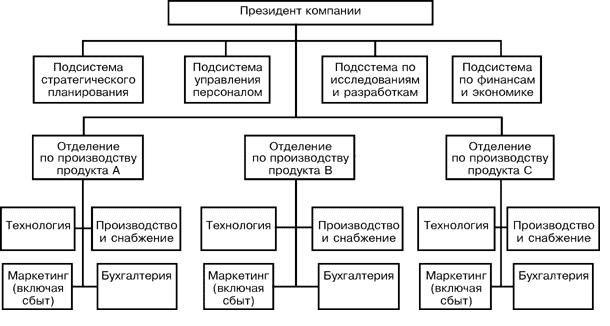 Президент компании
Подсистема
стратегического
планирования
Подсистема
управления
персоналом
Подсстема по
исследованиям
и разработкам
Подсистема
по финансам
и экономике
Отделение
по производству
продукта А
Отделение
по производству
продукта В
Отделение
по производству
продукта С
Технология
Производство
и снабжение
Технология
Производство
и снабжение
Технология
Производство
и снабжение
Маркетинг
(включая
сбыт)
Бухгалтерия
Маркетинг
(включая
сбыт)
Бухгалтерия
Маркетинг
(включая
сбыт)
Бухгалтерия